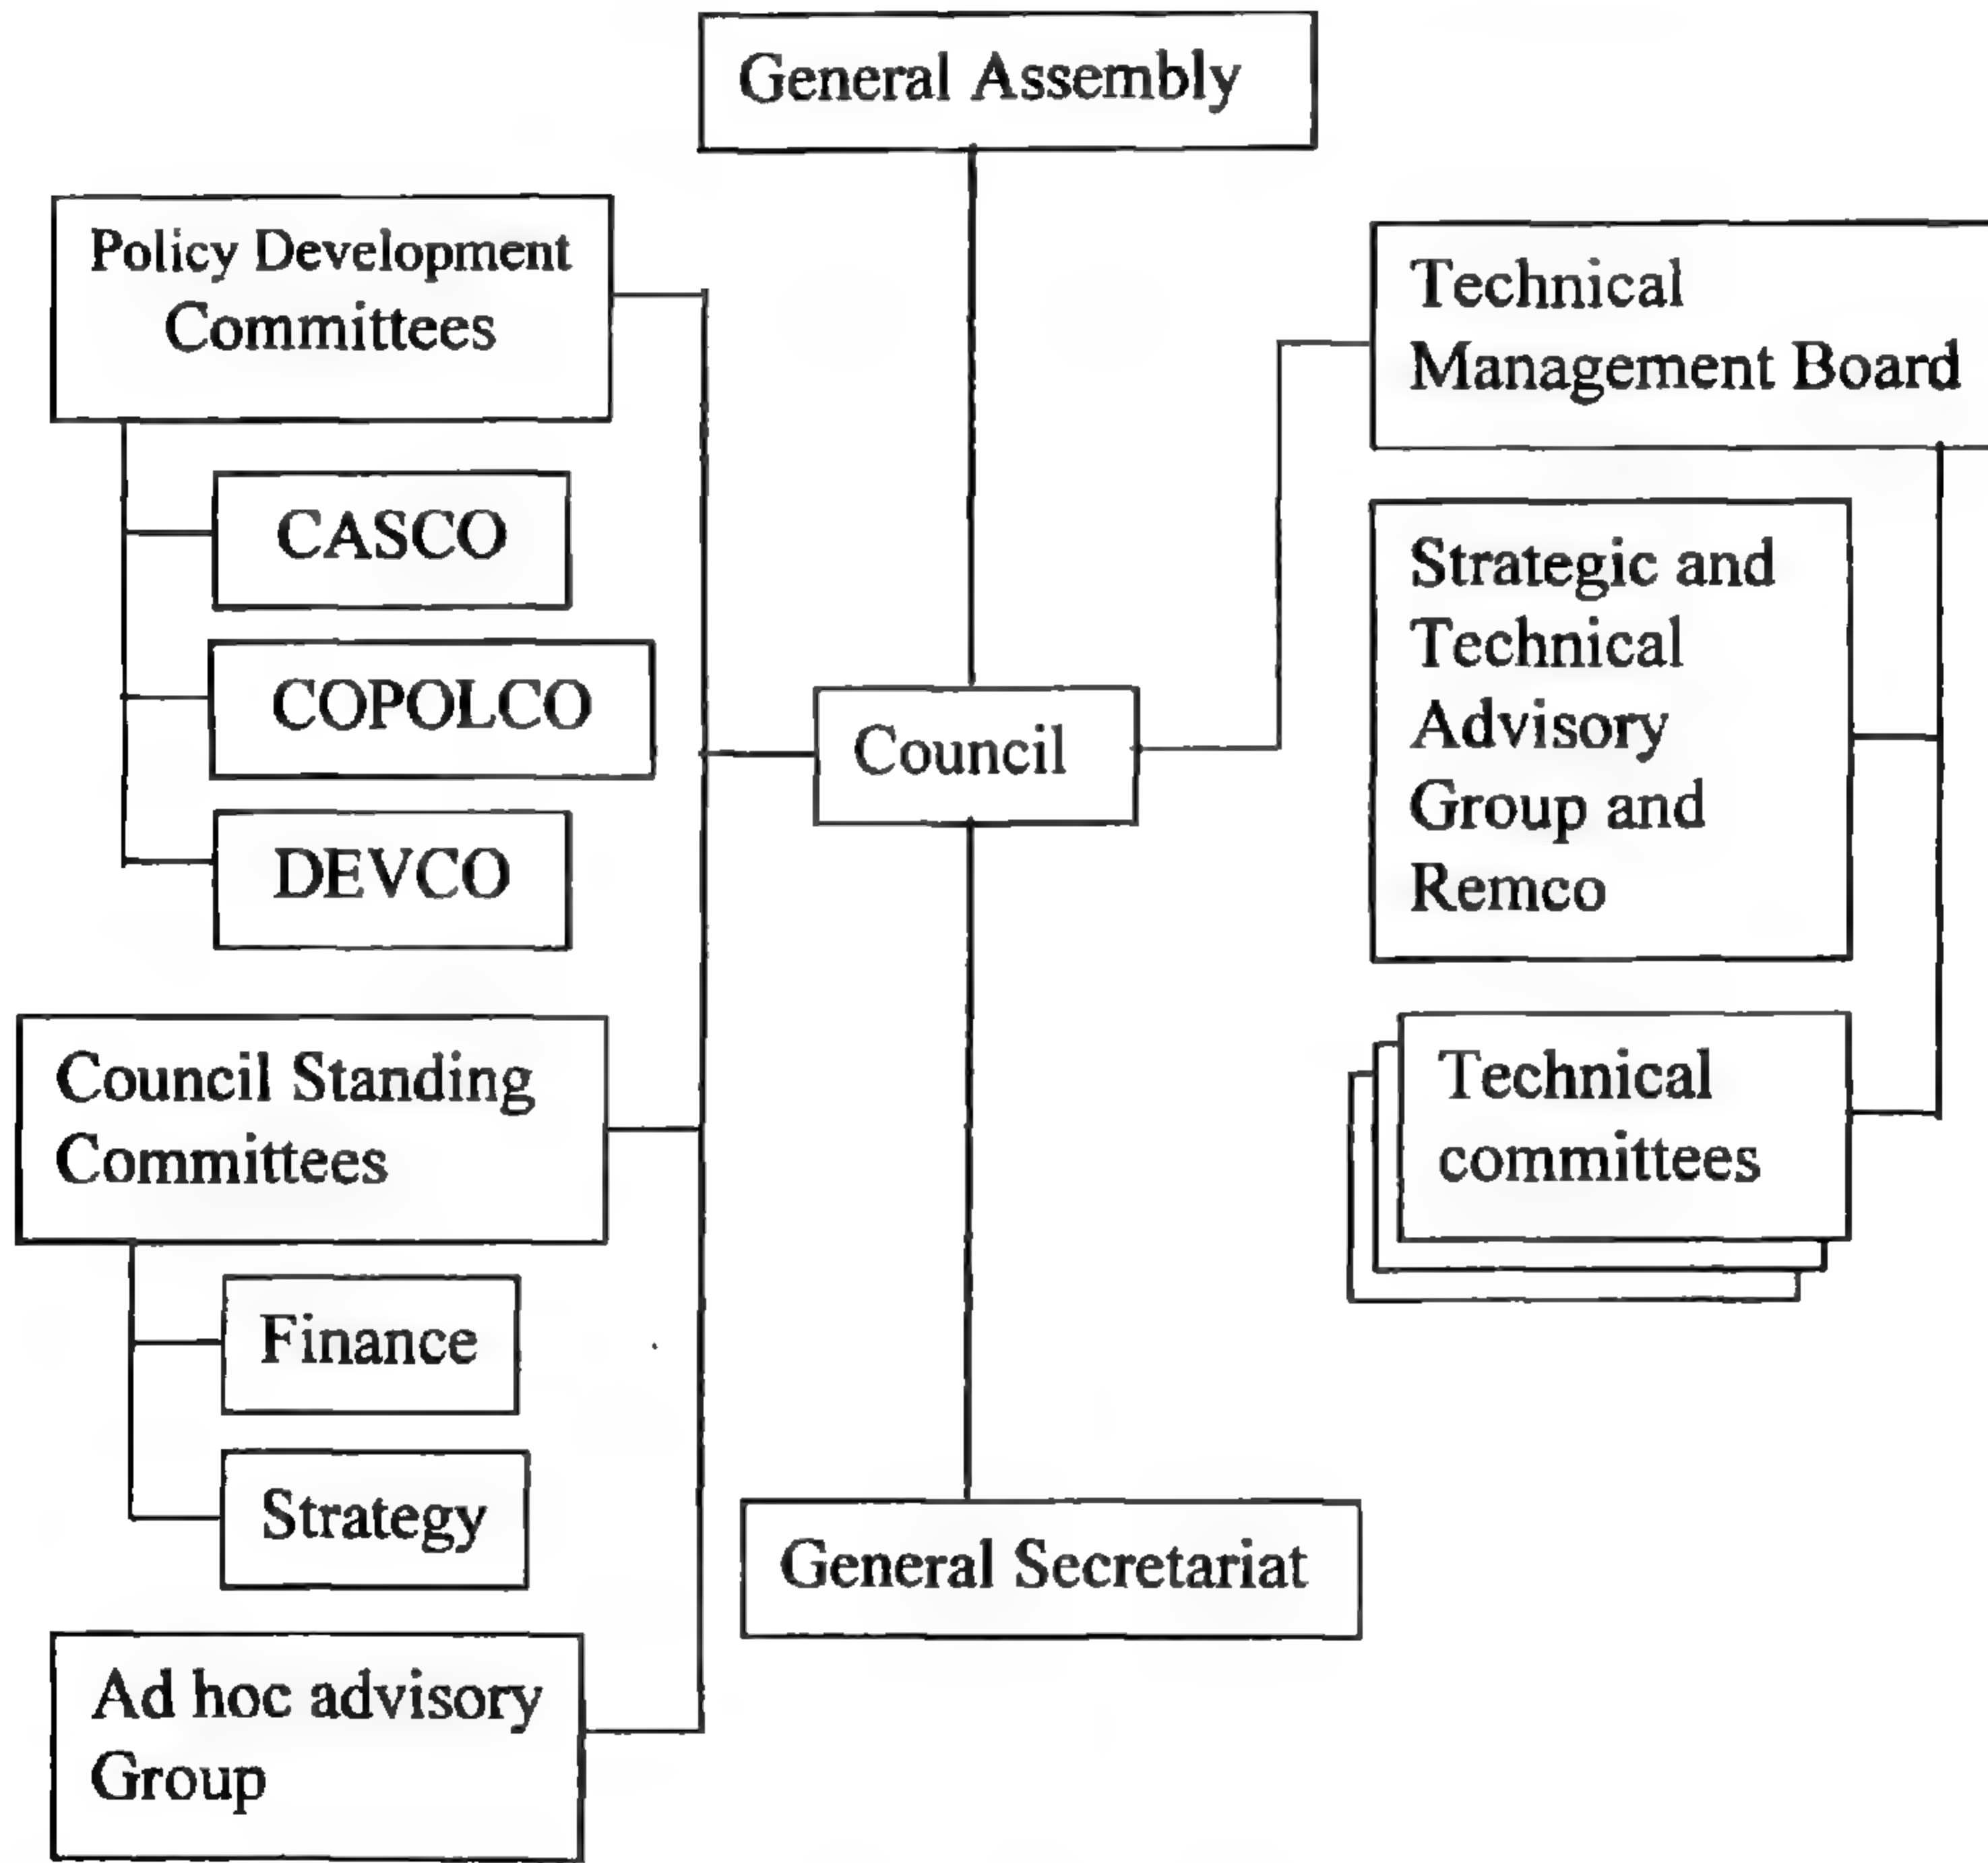 General Assembly
Policy Development
Committees
CASCO
COPOLCO
DEVCO
Council Standing
Committees
Finance
Strategy
Ad hoc advisory
Group
Council
General Secretariat
Technical
Management Board
Strategic and
Technical
Advisory
Group and
Remco
Technical
committees